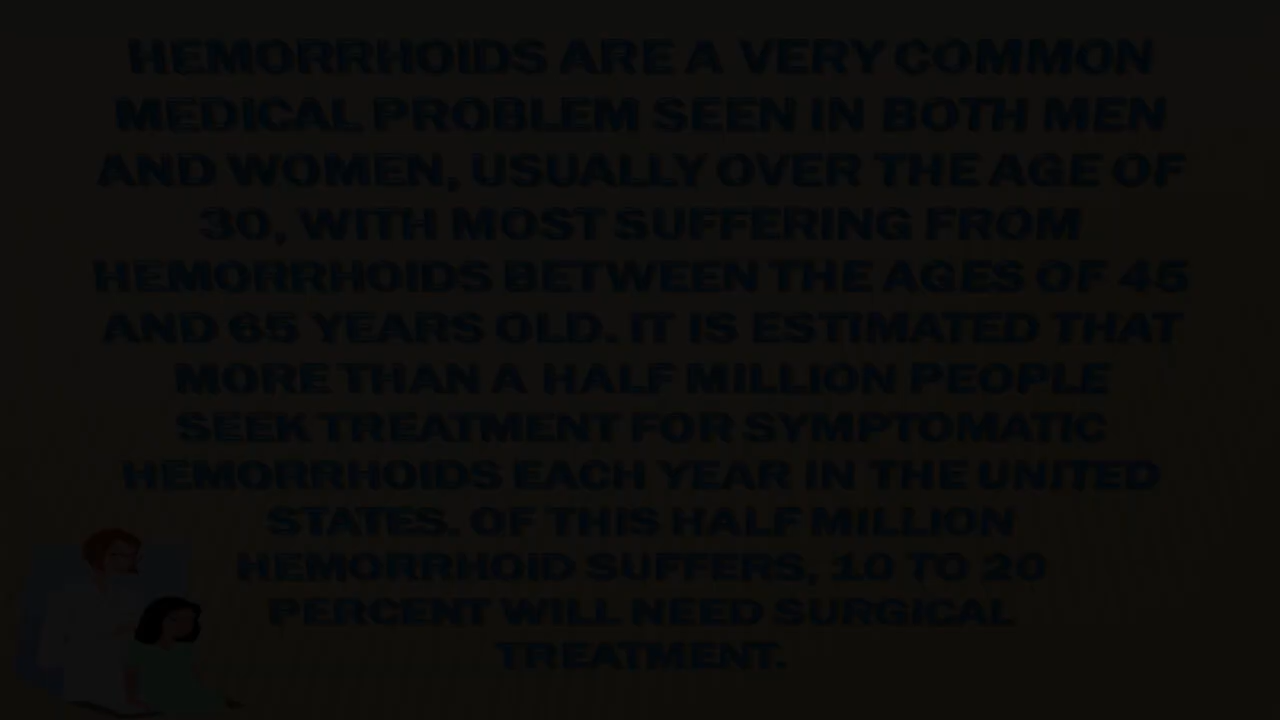 HEMORRHOIDS ARE A VERY COMMON
MEDICAL PROBLEM SEEN IN BOTH MEN
AND WOMEN, USUALLY OVER THE AGE OF
30, WITH MOST SUFFERING FROM
HEMORRHOIDS BETWEEN THE AGES OF 45
AND 65 YEARS OLD. IT IS ESTIMATED THAT
MORE THAN A HALF MILLION PEOPLE
SEEK TREATMENT FOR SYMPTOMATIC
HEMORRHOIDS EACH YEAR IN THE UNITED
STATES. OF THIS HALF MILLION
HEMORRHOID SUFFERS, 10 TO 20
PERCENT WILL NEED SURGICAL
TREATMENT.